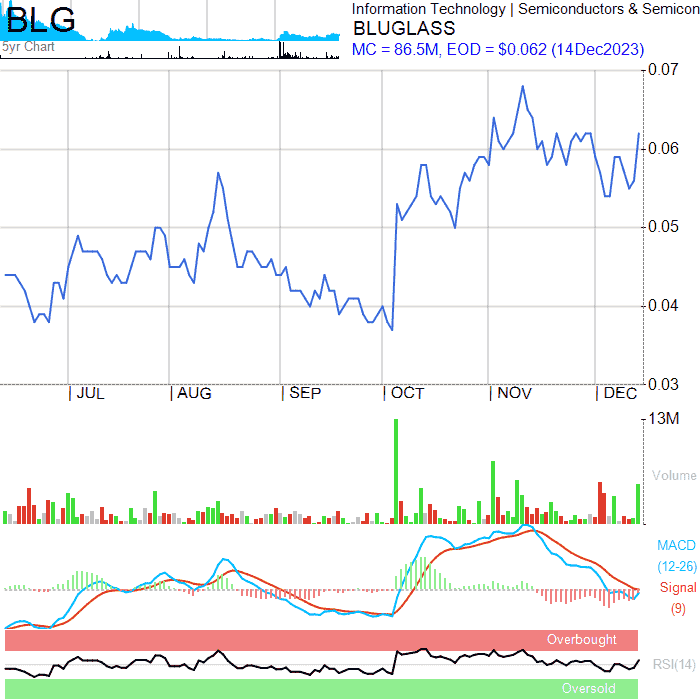 BLG
5yr Chart
Information Technology | Semiconductors & Semicon
BLUGLASS
MC = 86.5M, EOD = $0.062 (14Dec2023)
0.07
0.06
0.05
0.04
0.03
| JUL | AUG | SEP | OCT | NOV | DEC
13M
Volume
MACD
(12-26)
Signal
(9)
Overbought
RSI(14)
Oversold